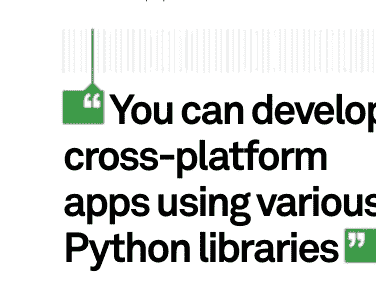 “ You can develop
cross-platform
apps using various
Python libraries ”